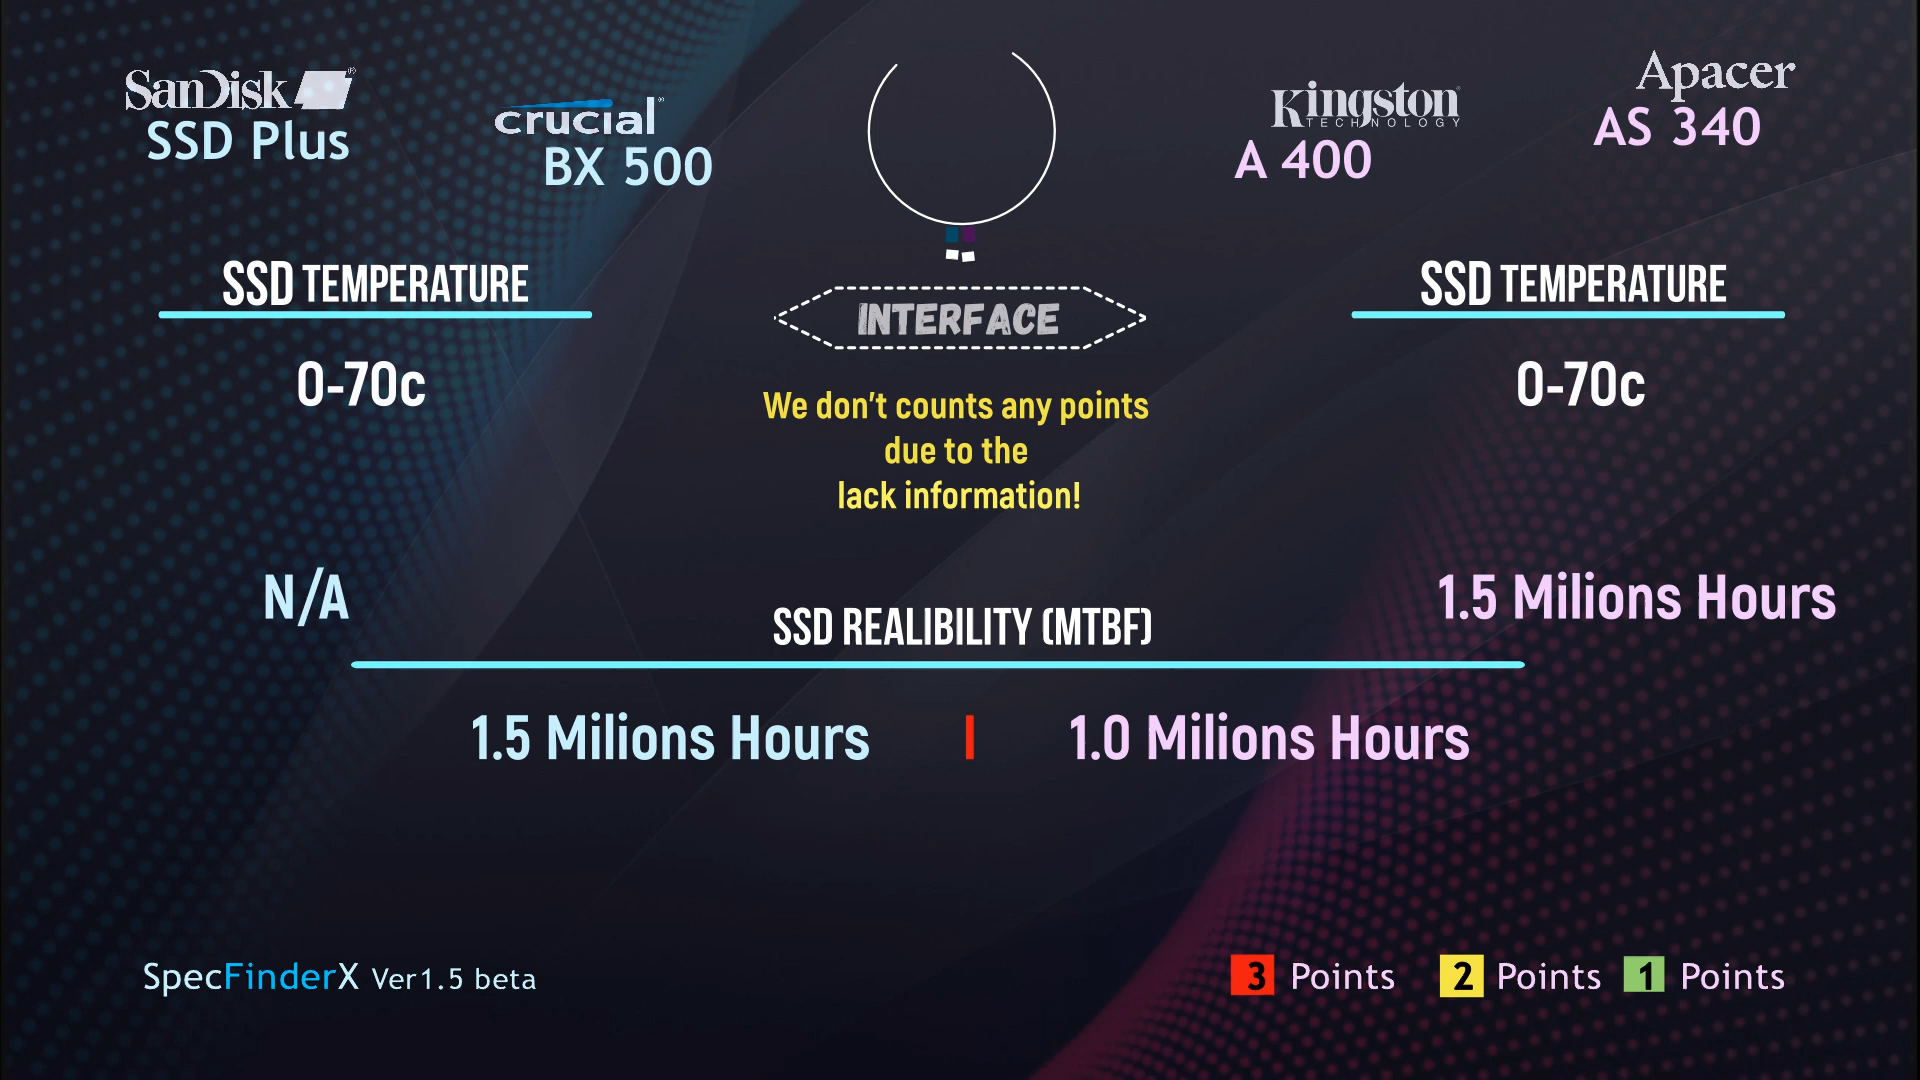 SanDisk®
SSD Plus
crucial®
BX 500
Kingston®
TECHNOLOGY
A 400
Apacer
AS 340
SSD TEMPERATURE
0-70c
INTERFACE
We don't counts any points
due to the
lack information!
SSD TEMPERATURE
0-70c
N/A
SSD REALIBILITY (MTBF)
1.5 Milions Hours
1.5 Milions Hours | 1.0 Milions Hours
SpecFinderX Ver1.5 beta
3 Points 2 Points 1 Points